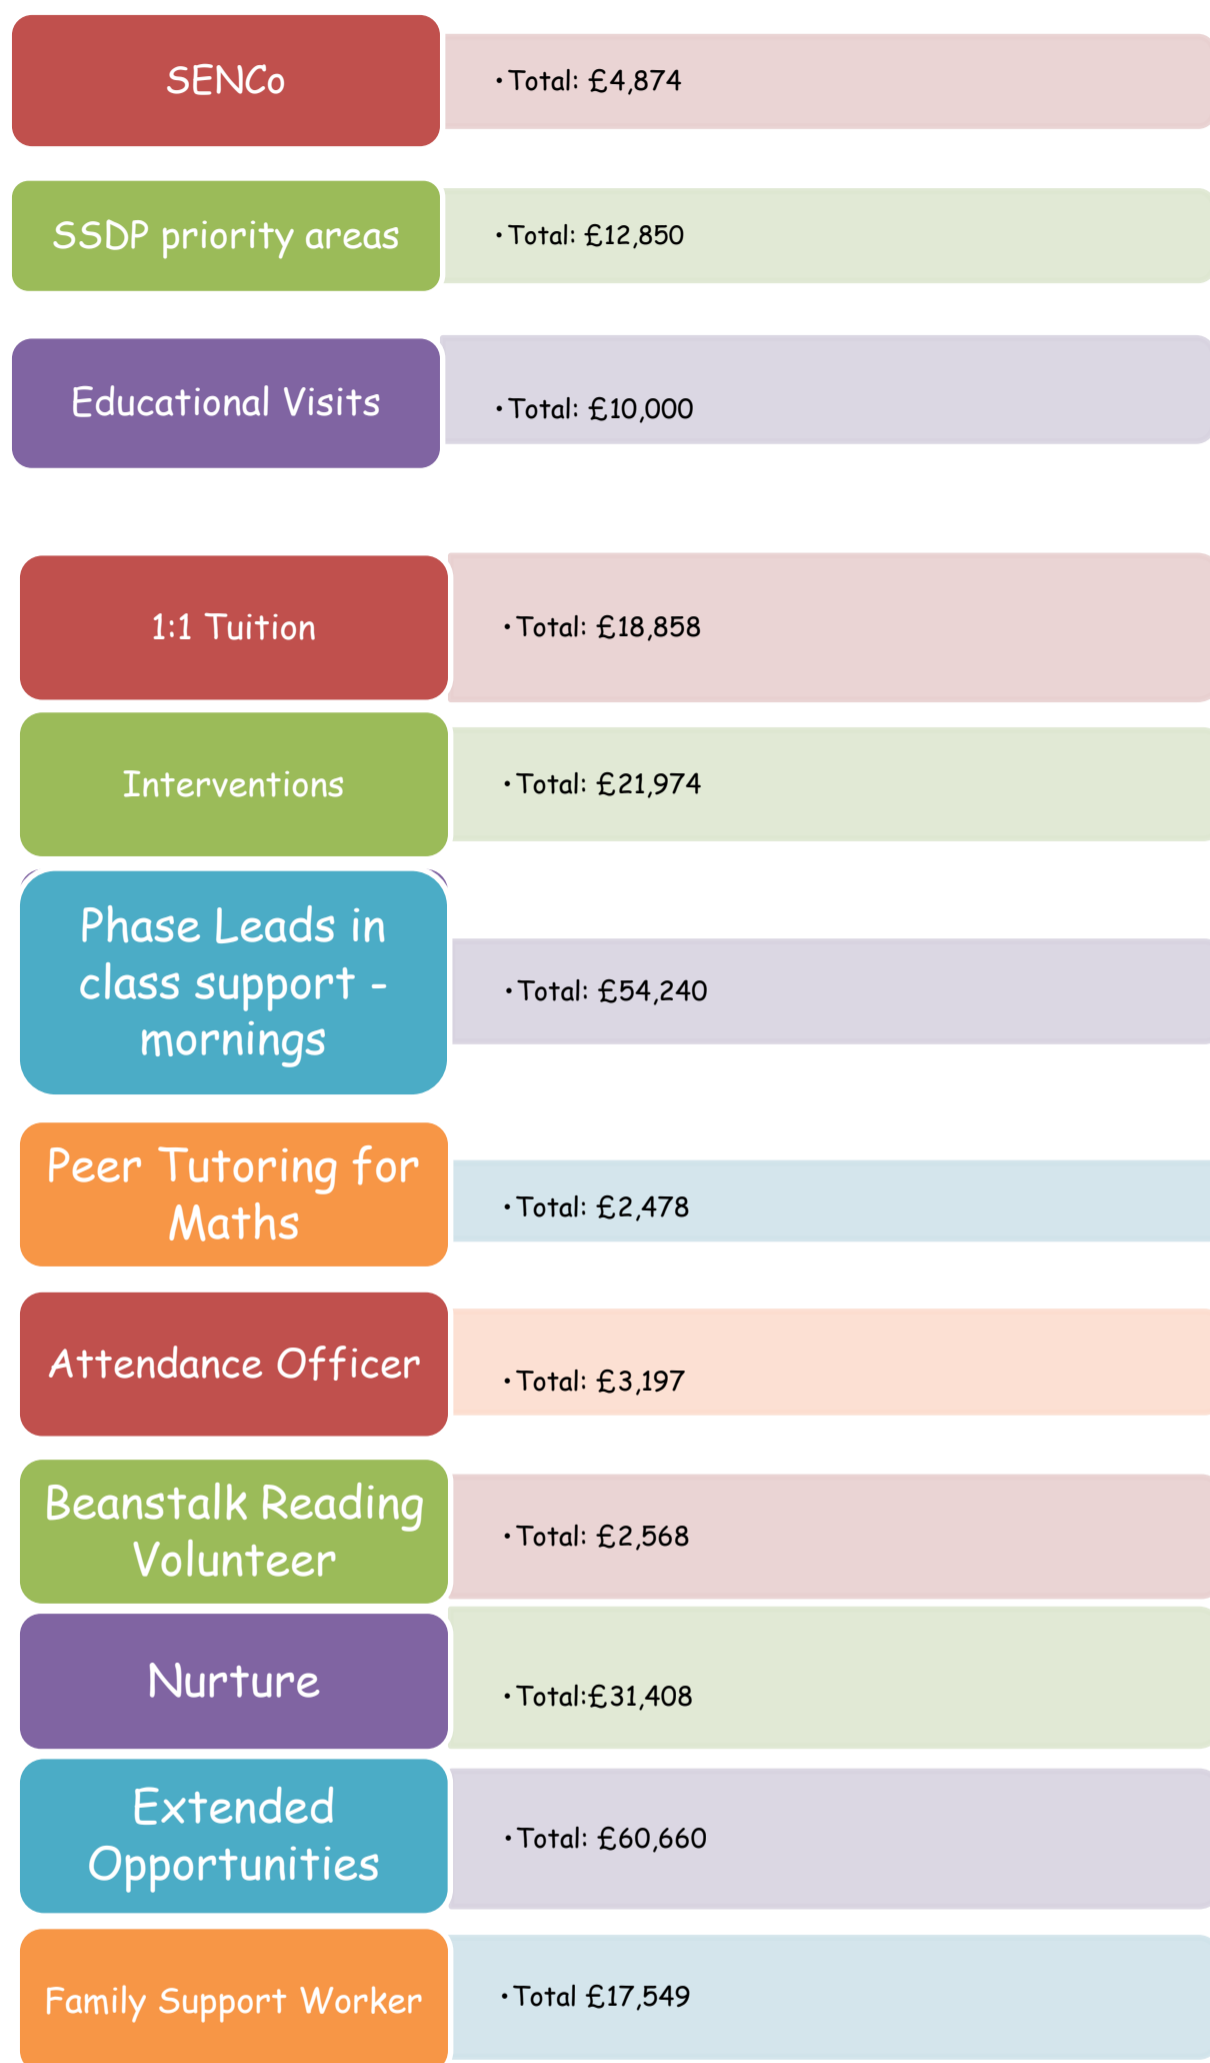 SENCo
•Total: £4,874
SSDP priority areas
•Total: £12,850
Educational Visits
•Total: £10,000
1:1 Tuition
•Total: £18,858
Interventions
•Total: £21,974
Phase Leads in
class support -
mornings
•Total: £54,240
Peer Tutoring for
Maths
•Total: £2,478
Attendance Officer
•Total: £3,197
Beanstalk Reading
Volunteer
•Total: £2,568
Nurture
•Total:£31,408
Extended
Opportunities
•Total: £60,660
Family Support Worker
•Total £17,549